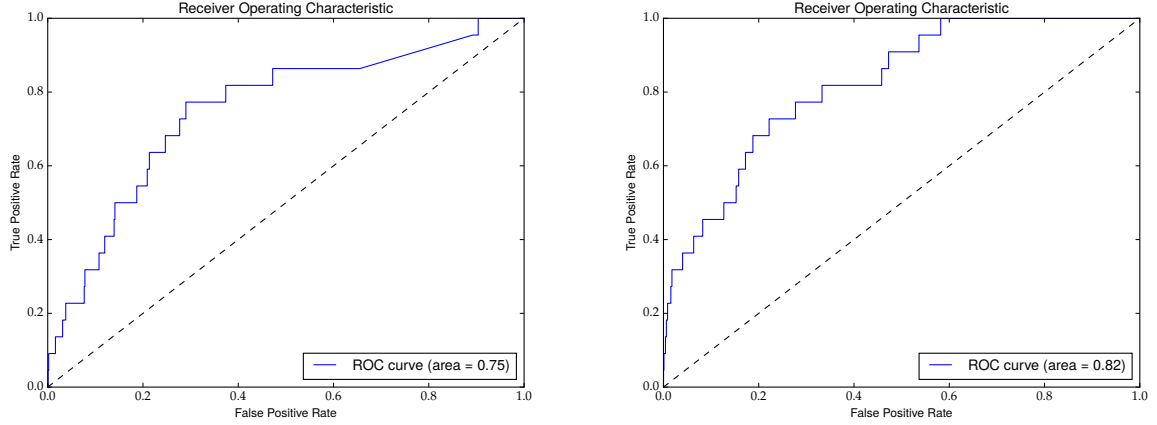 Receiver Operating Characteristic
1.0
0.8
0.6
0.4
0.2
0.0
True Positive Rate
0.0 0.2 0.4 0.6 0.8 1.0
False Positive Rate
ROC curve (area = 0.75)
Receiver Operating Characteristic
1.0
0.8
0.6
0.4
0.2
0.0
True Positive Rate
0.0 0.2 0.4 0.6 0.8 1.0
False Positive Rate
ROC curve (area = 0.82)